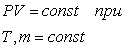 PV = const при
T, m = const